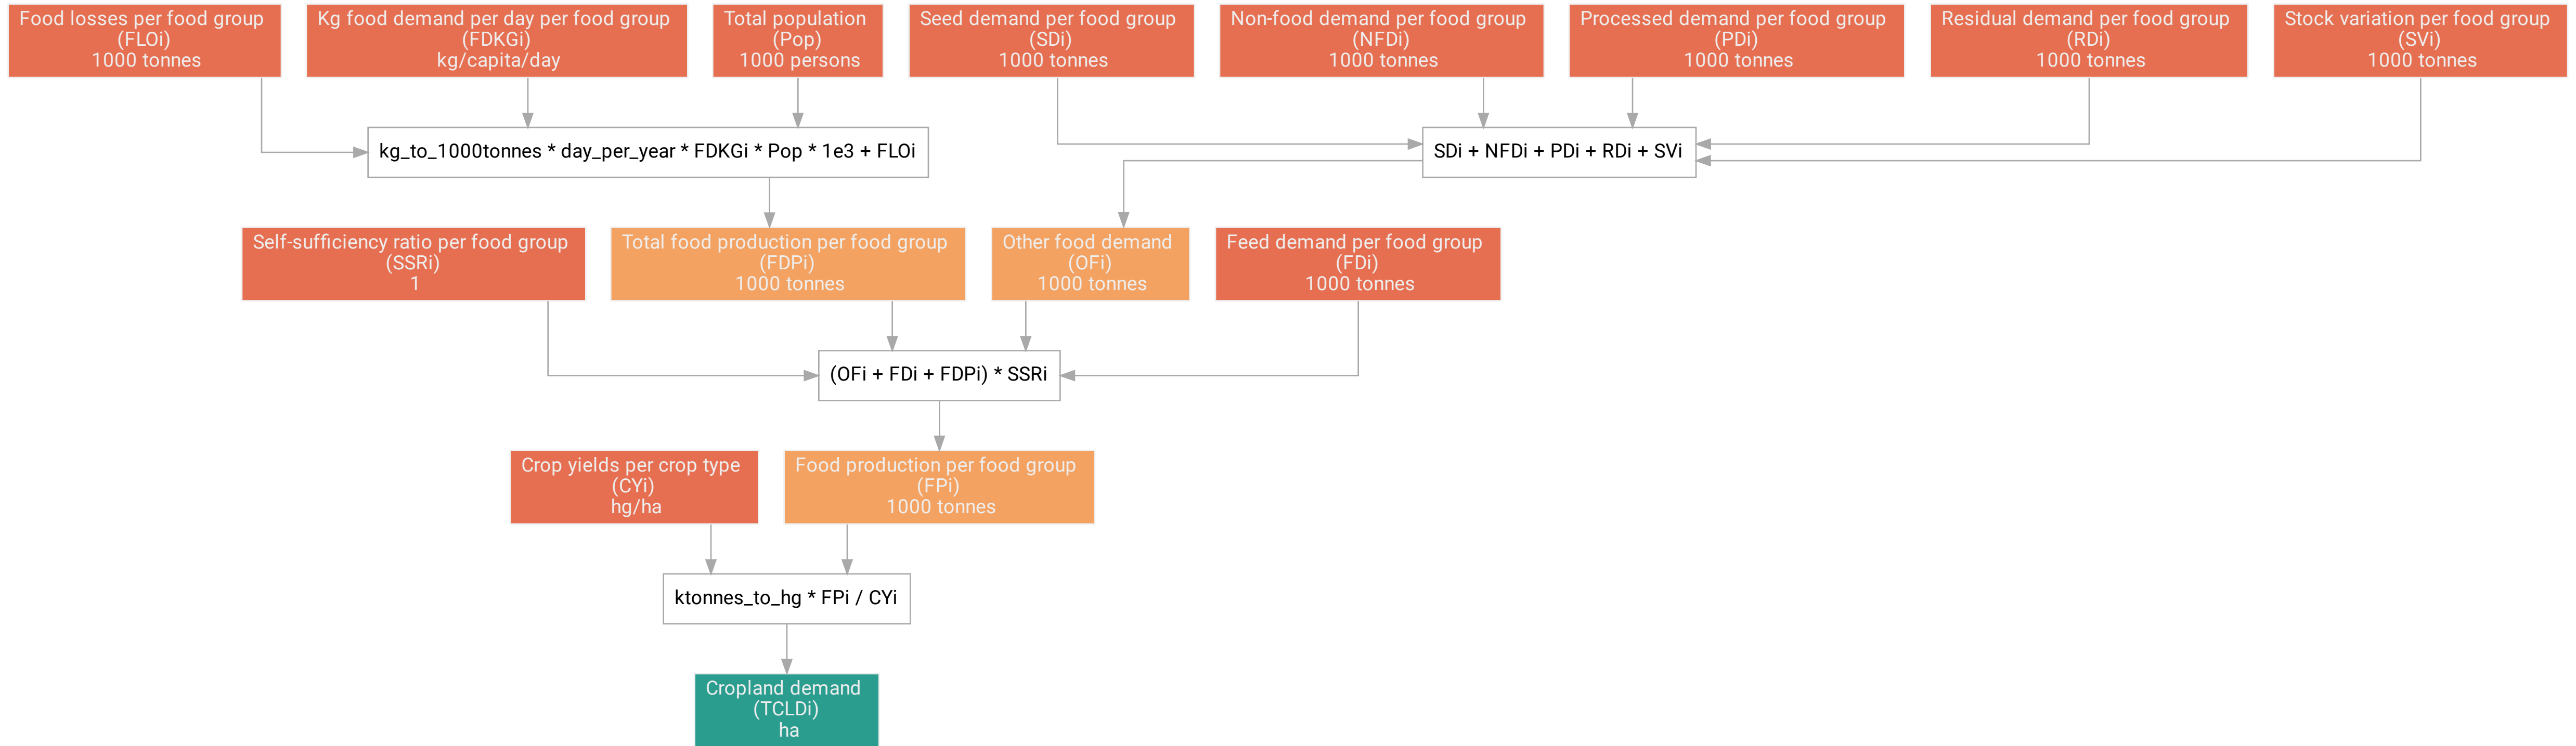 Food losses per food group
(FLOi)
1000 tonnes
Kg food demand per day per food group
(FDKGi)
kg/capita/day
Total population
(Pop)
1000 persons
Seed demand per food group
(SDi)
1000 tonnes
Non-food demand per food group
(NFDi)
1000 tonnes
Processed demand per food group
(PDi)
1000 tonnes
Residual demand per food group
(RDi)
1000 tonnes
Stock variation per food group
(SVi)
1000 tonnes
kg_to_1000tonnes * day_per_year * FDKGi * Pop * 1e3 + FLOi
SDi + NFDi + PDi + RDi + SVi
Self-sufficiency ratio per food group
(SSRi)
1
Total food production per food group
(FDPi)
1000 tonnes
Other food demand
(OFi)
1000 tonnes
Feed demand per food group
(FDi)
1000 tonnes
(OFi + FDi + FDPi) * SSRi
Crop yields per crop type
(CYi)
hg/ha
Food production per food group
(FPi)
1000 tonnes
ktonnes_to_hg * FPi / CYi
Cropland demand
(TCLDi)
ha